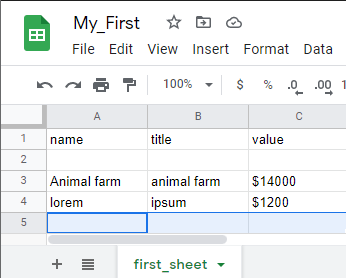 My_First
File Edit View Insert Format Data
100% $ % .0 .00 1
A B C
1 name title value
2
3 Animal farm animal farm $14000
4 lorem ipsum $1200
5
first_sheet